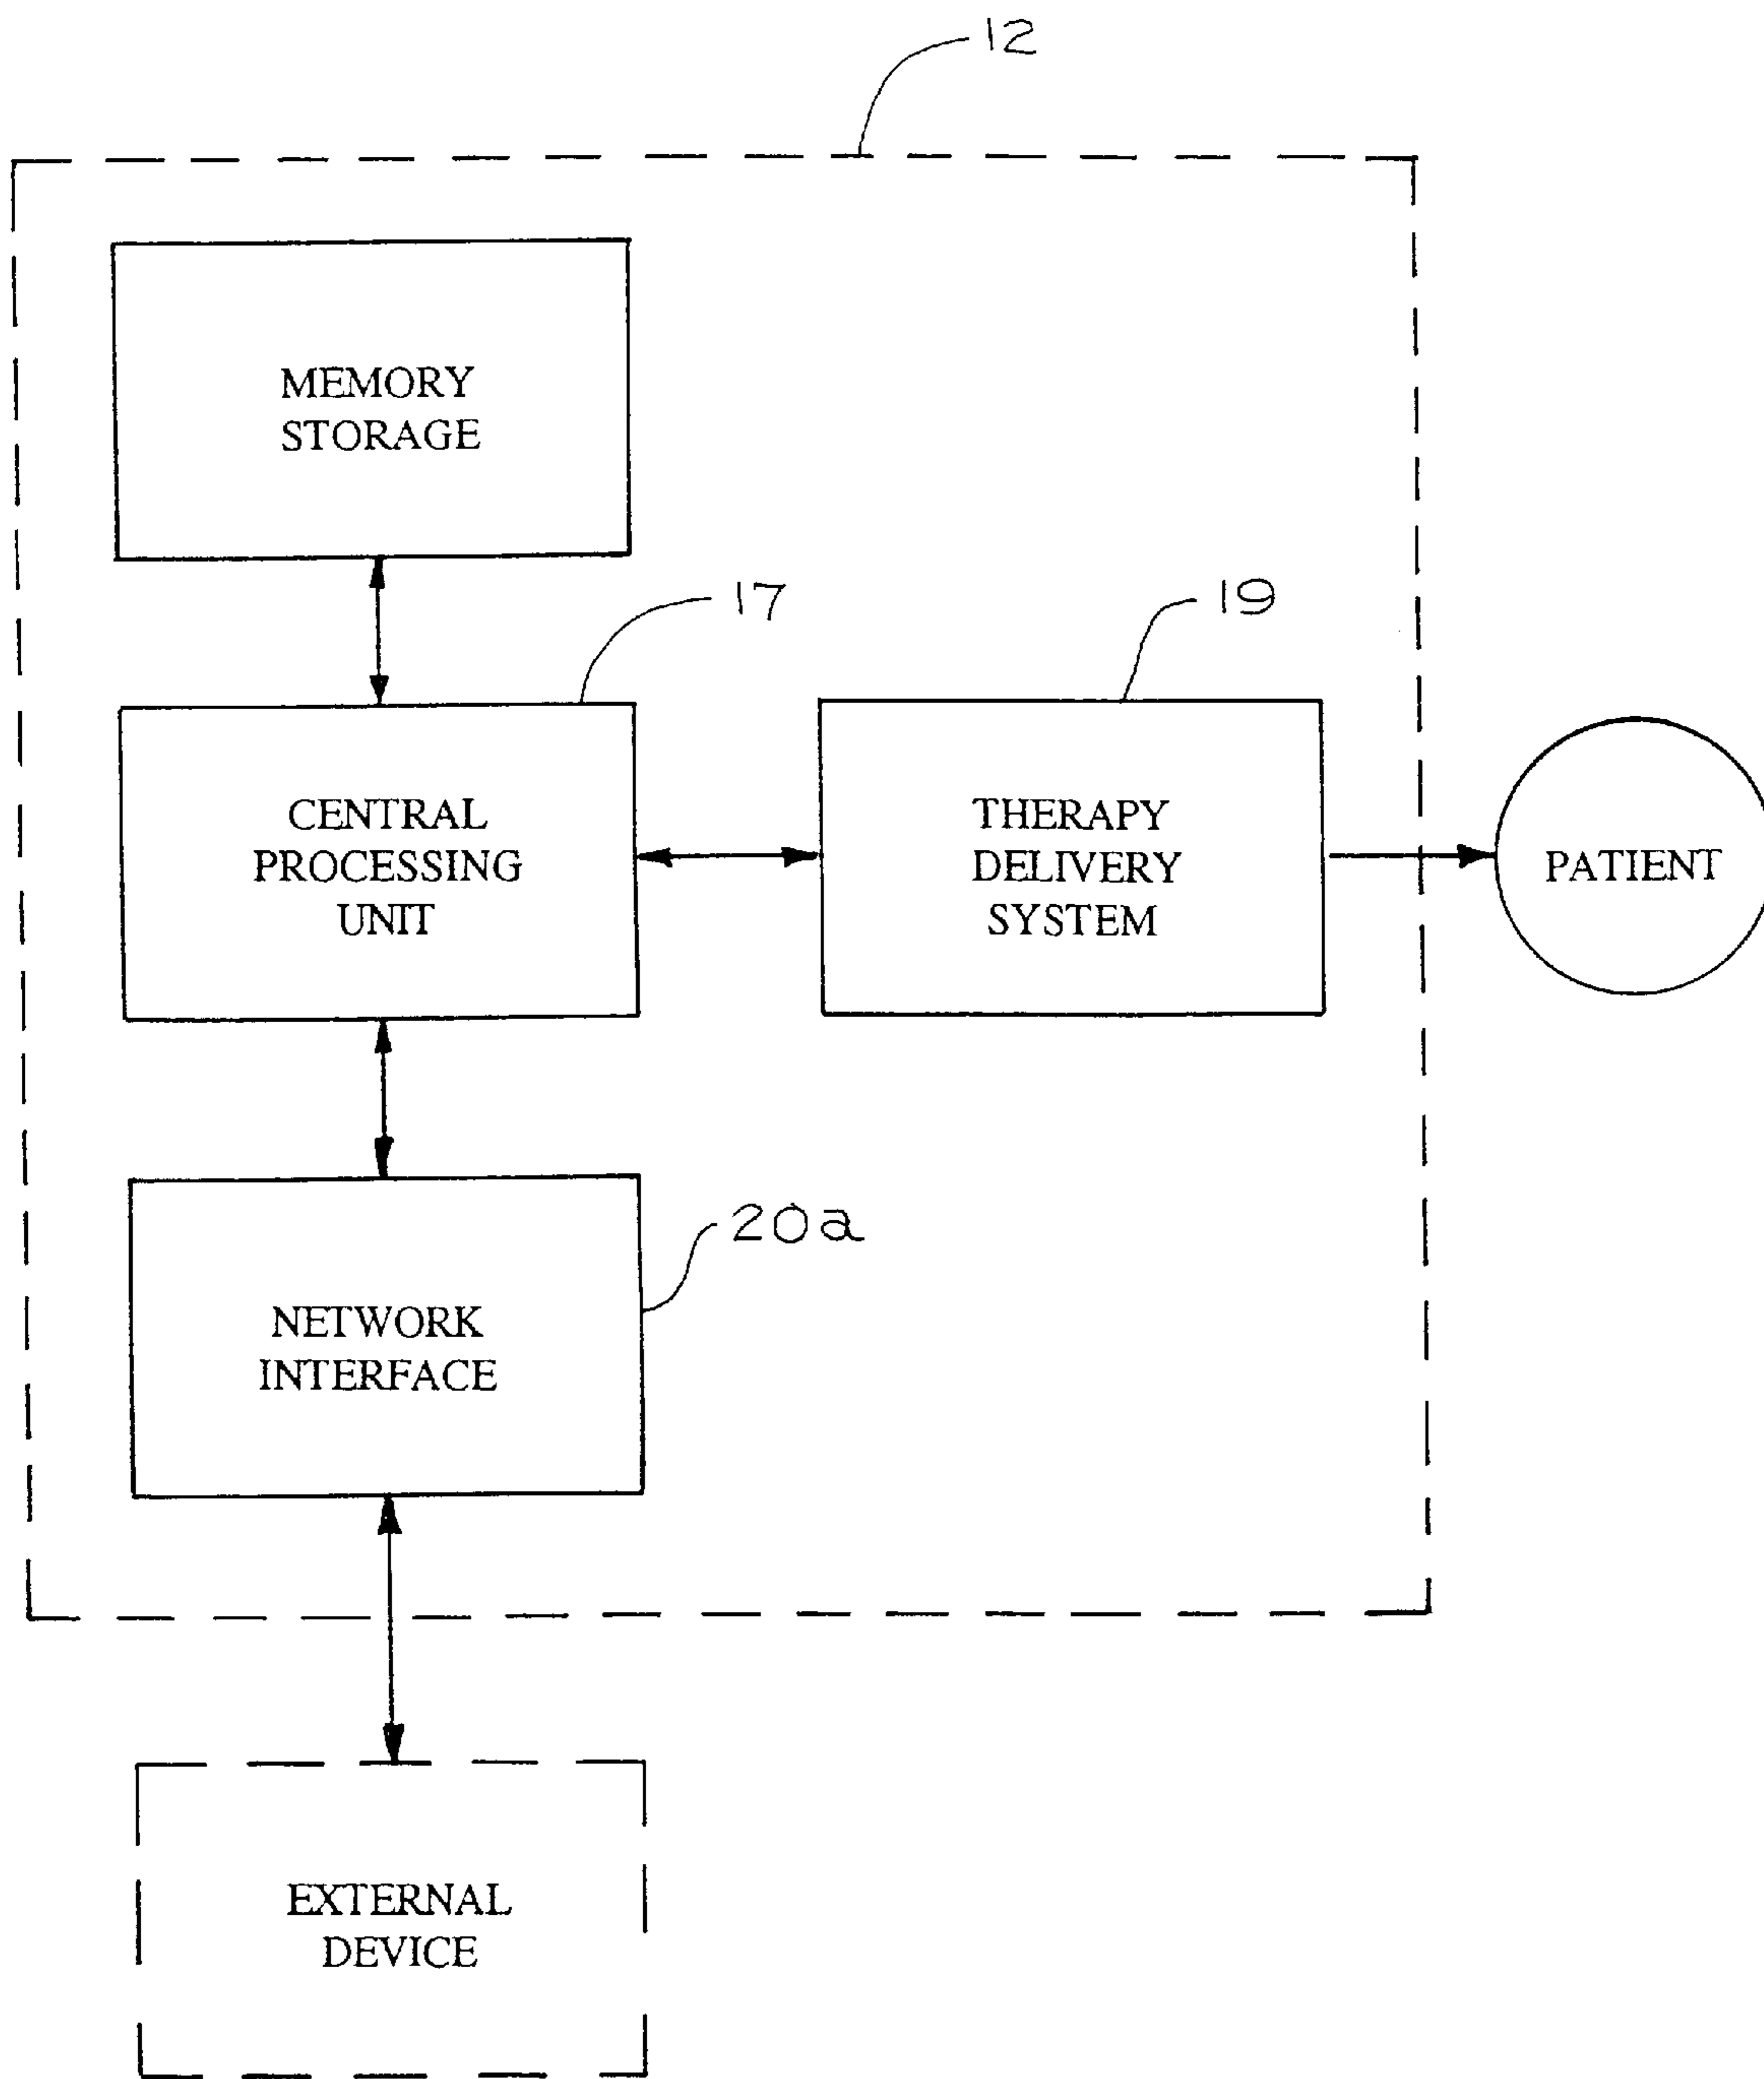 12
MEMORY
STORAGE
17
19
CENTRAL
PROCESSING
UNIT
THERAPY
DELIVERY
SYSTEM
PATIENT
20a
NETWORK
INTERFACE
EXTERNAL
DEVICE